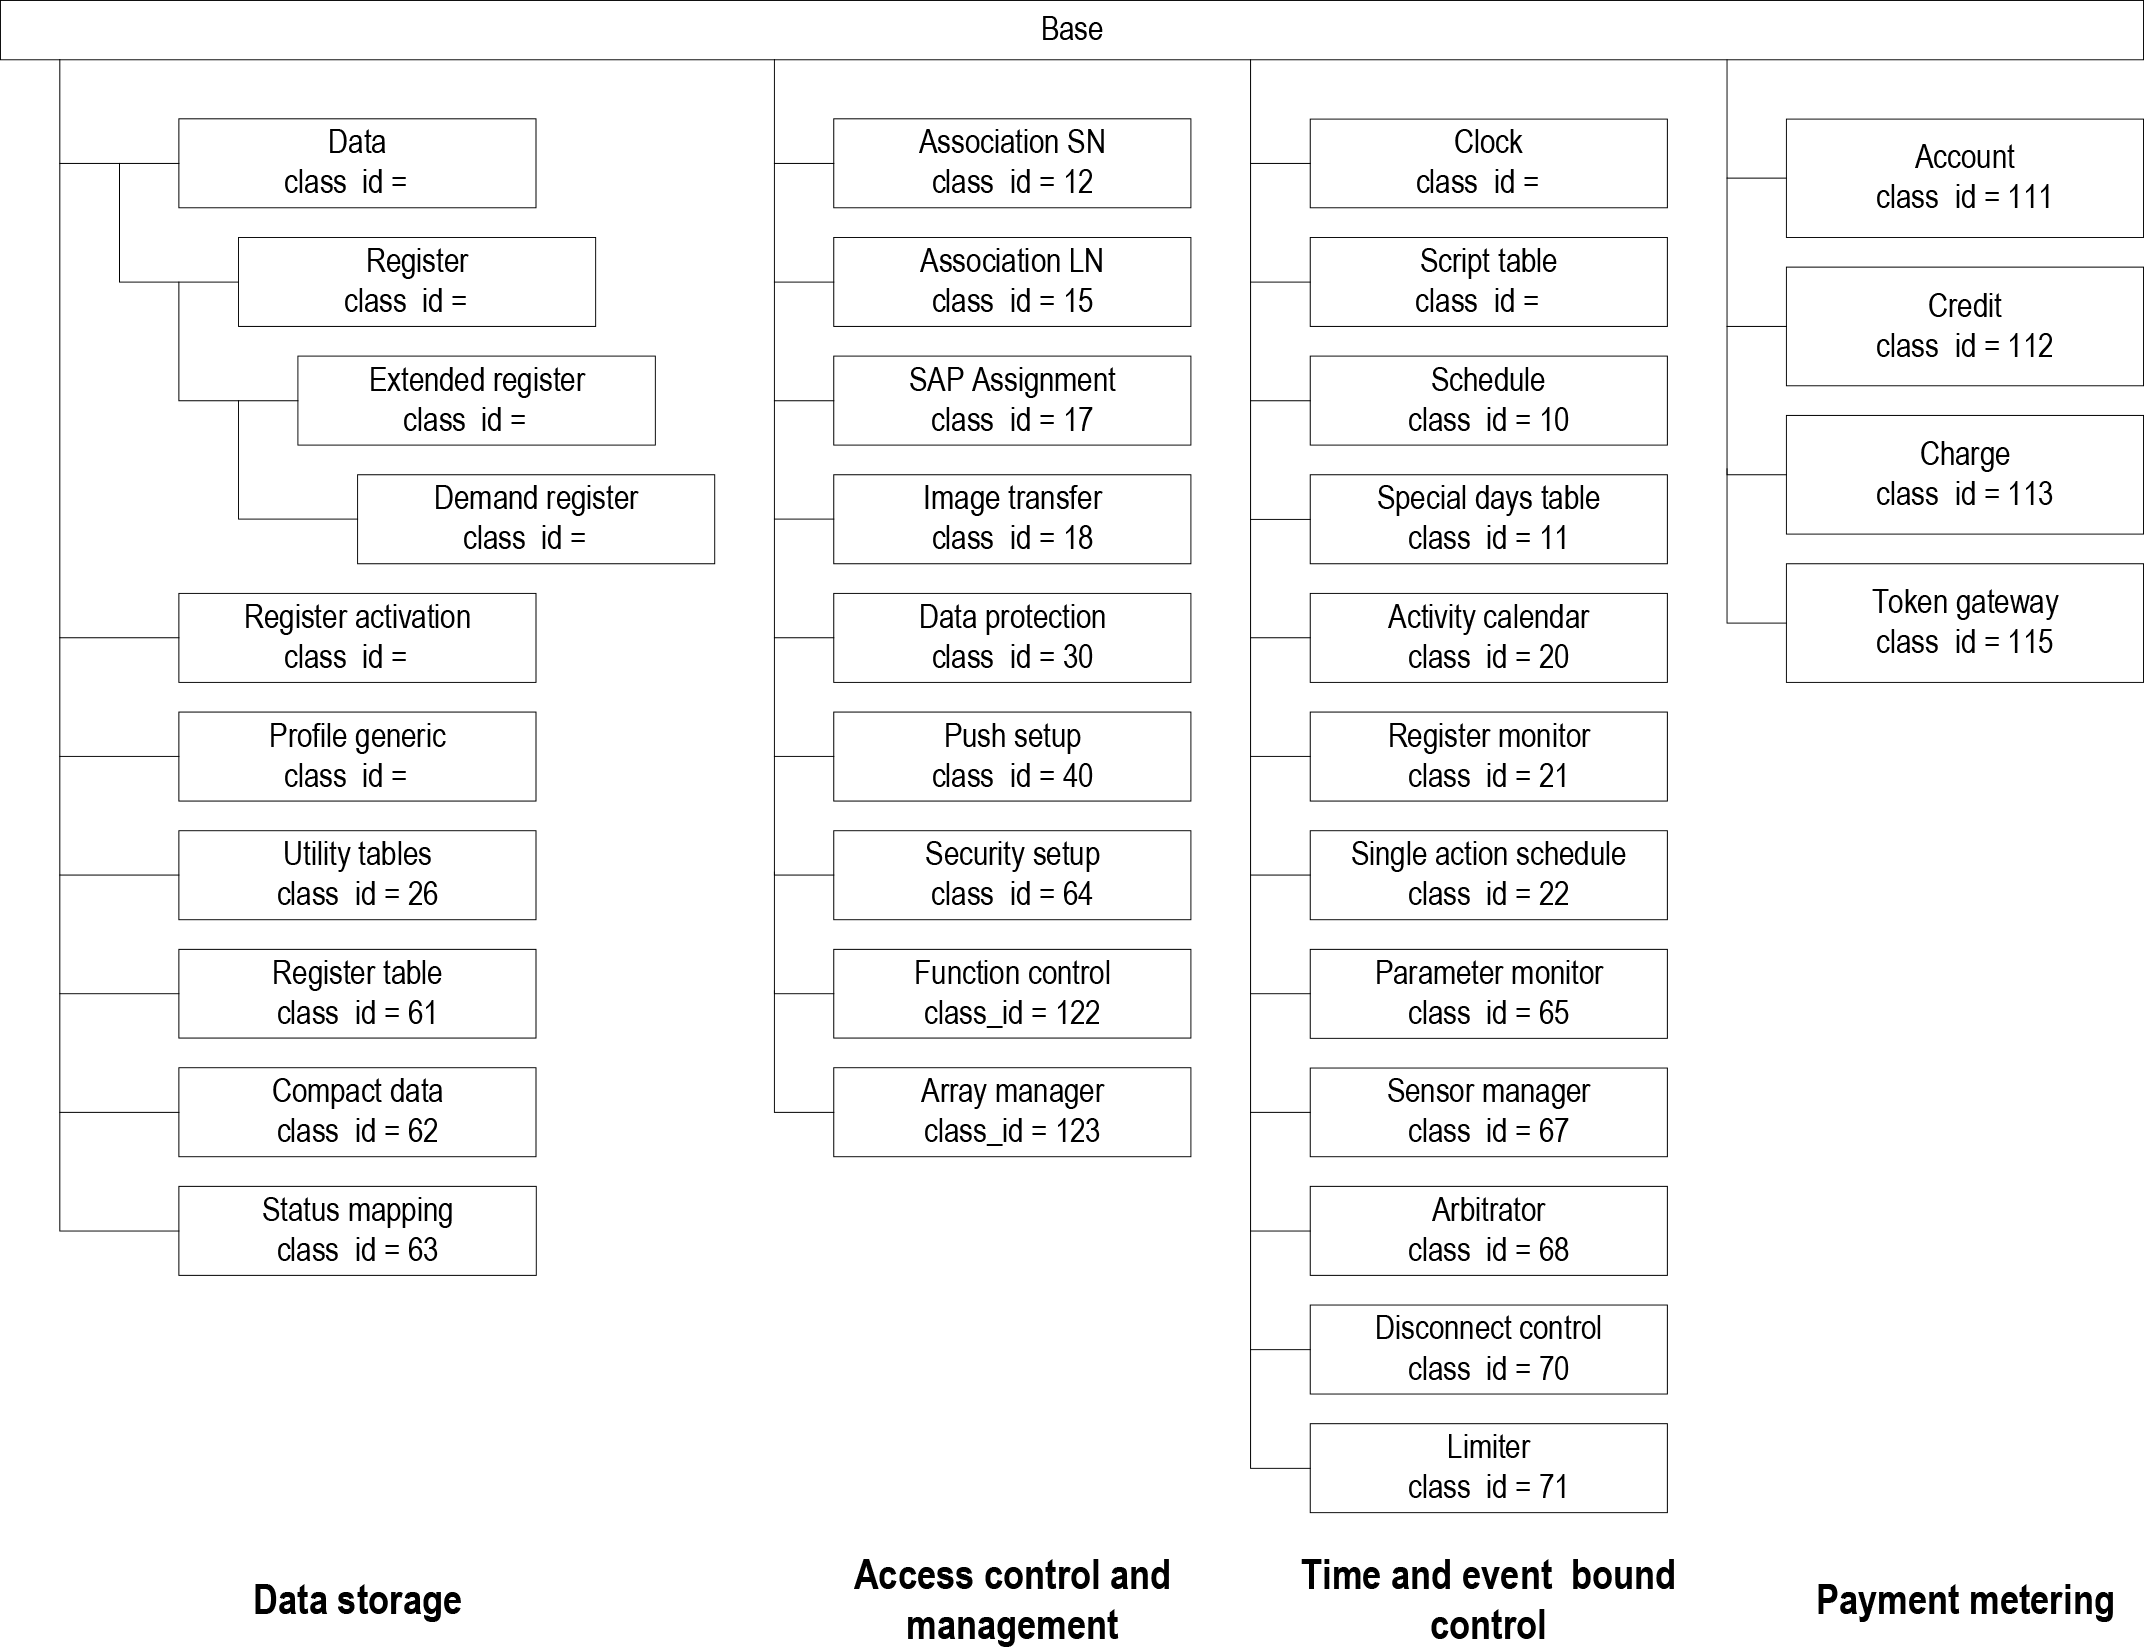 Base
Data
class id =
Register
class id =
Extended register
class id =
Demand register
class id =
Register activation
class id =
Profile generic
class id =
Utility tables
class id = 26
Register table
class id = 61
Compact data
class id = 62
Status mapping
class id = 63
Data storage
Association SN
class id = 12
Association LN
class id = 15
SAP Assignment
class id = 17
Image transfer
class id = 18
Data protection
class id = 30
Push setup
class id = 40
Security setup
class id = 64
Function control
class_id = 122
Array manager
class_id = 123
Access control and
management
Clock
class id =
Script table
class id =
Schedule
class id = 10
Special days table
class id = 11
Activity calendar
class id = 20
Register monitor
class id = 21
Single action schedule
class id = 22
Parameter monitor
class id = 65
Sensor manager
class id = 67
Arbitrator
class id = 68
Disconnect control
class id = 70
Limiter
class id = 71
Time and event bound
control
Account
class id = 111
Credit
class id = 112
Charge
class id = 113
Token gateway
class id = 115
Payment metering